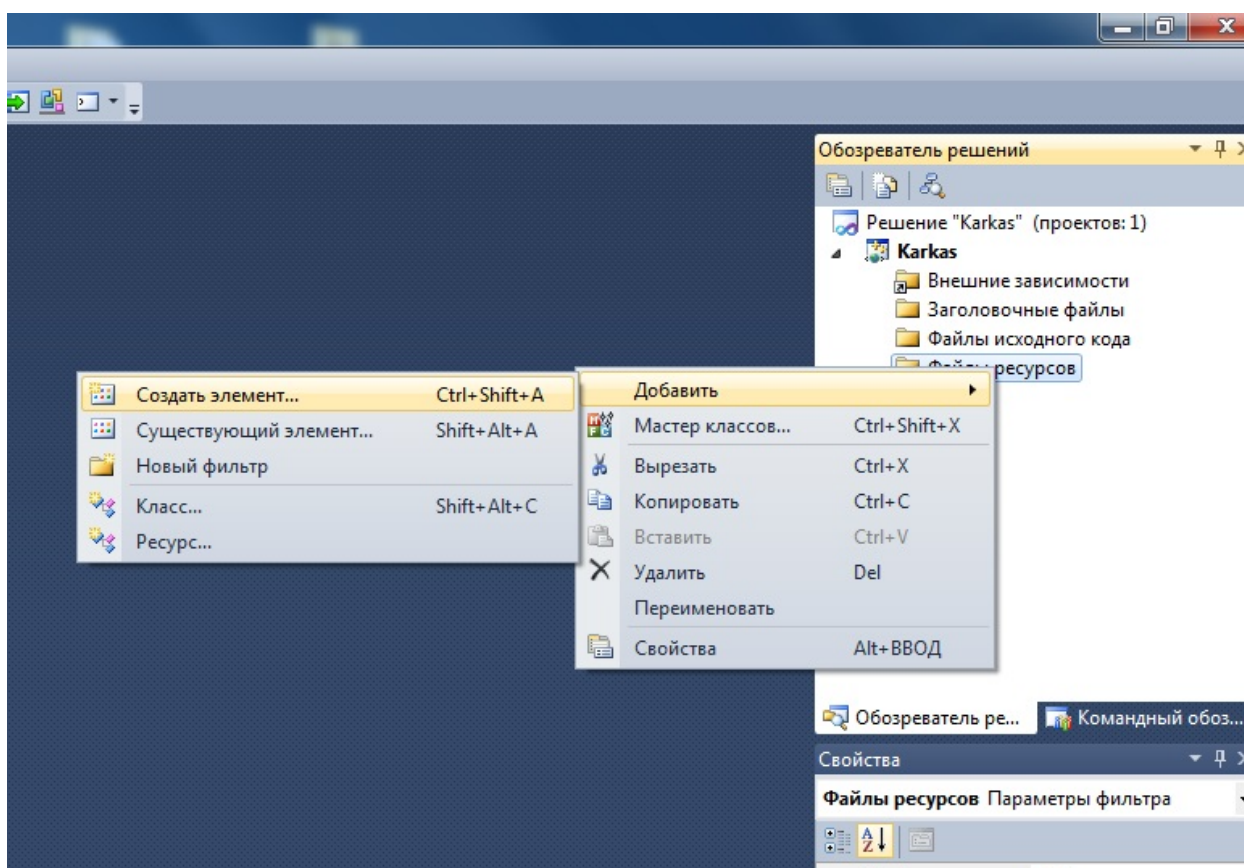 Обозреватель решений
Решение "Karkas" (проектов: 1)
Karkas
Внешние зависимости
Заголовочные файлы
Файлы исходного кода
Файлы ресурсов
Добавить
Мастер классов... Ctrl+Shift+X
Вырезать Ctrl+X
Копировать Ctrl+C
Вставить Ctrl+V
Удалить Del
Переименовать
Свойства Alt+ВВОД
Создать элемент... Ctrl+Shift+A
Существующий элемент... Shift+Alt+A
Новый фильтр
Класс... Shift+Alt+C
Ресурс...
Обозреватель ре... Командный обоз...
Свойства
Файлы ресурсов Параметры фильтра